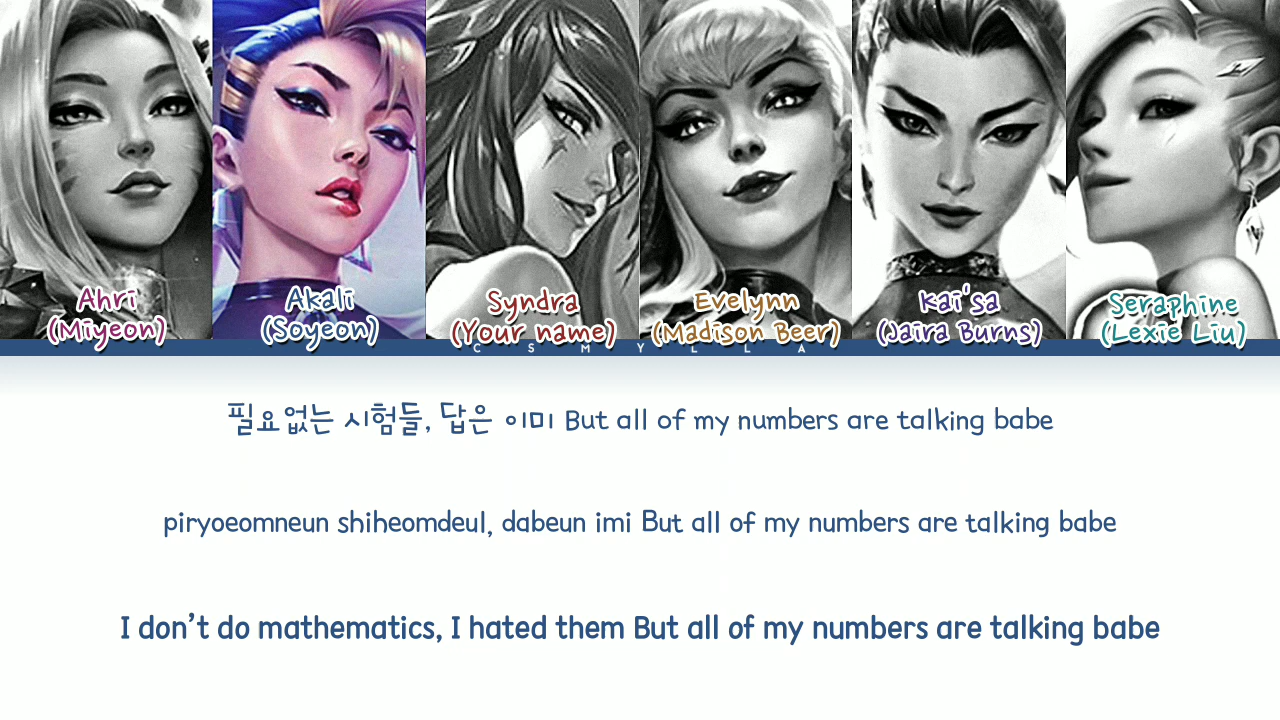 Ahri
(Miyeon)
Akali
(Soyeon)
Syndra
(Your name)
Evelynn
(Madison Beer)
Kai'sa
(Jaira Burns)
Seraphine
(Lexie Liu)
C S M Y L L A
필요없는 시험들, 답은 이미 But all of my numbers are talking babe
piryoeomneun shiheomdeul, dabeun imi But all of my numbers are talking babe
I don't do mathematics, I hated them But all of my numbers are talking babe